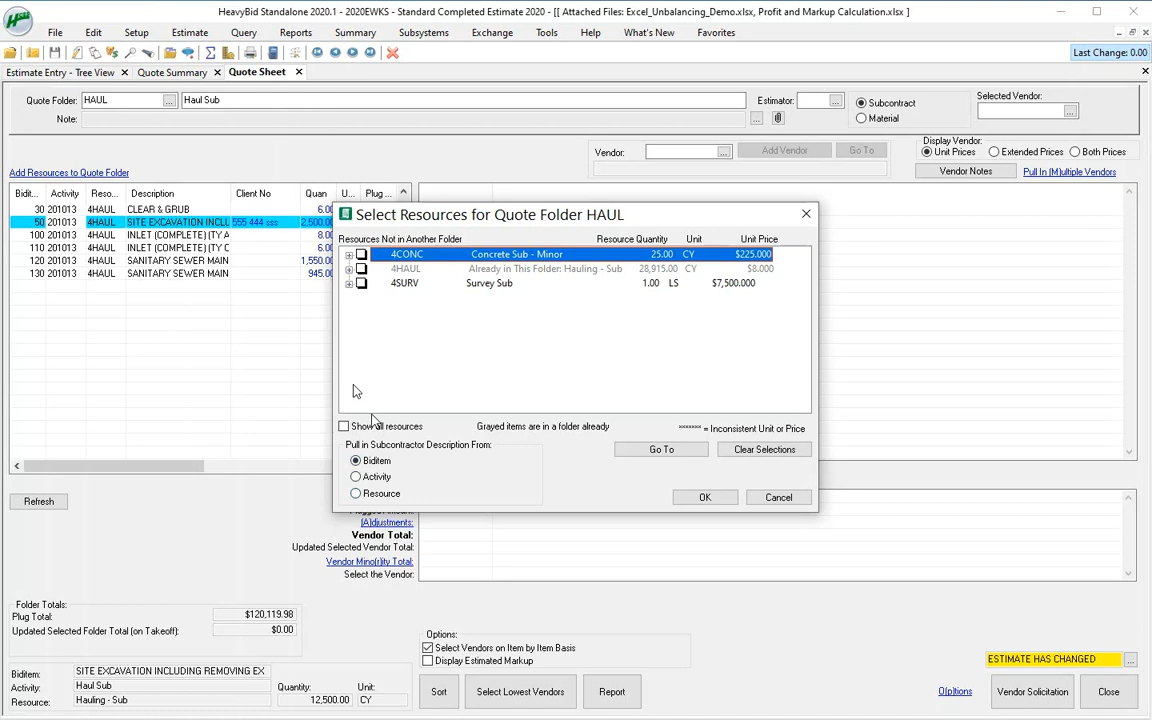 HeavyBid Standalone 2020.1 - 2020EWKS - Standard Completed Estimate 2020 - [[ Attached Files: Excel_Unbalancing_Demo.xlsx, Profit and Markup Calculation.xlsx ]
File Edit Setup Estimate Query Reports Summary Subsystems Exchange Tools Help What's New Favorites
Last Change: 0.00
Estimate Entry - Tree View Quote Summary Quote Sheet
Quote Folder: HAUL ... Haul Sub Estimator: ... Subcontract Selected Vendor:
Note: ... Material ...
Vendor: ... Add Vendor Go To Display Vendor:
Unit Prices Extended Prices Both Prices
Add Resources to Quote Folder Vendor Notes Pull In (M)ultiple Vendors
Bidit... Activity Reso... Description Client No Quan U... Plug ...
30 201013 4HAUL CLEAR & GRUB 6.00
50 201013 4HAUL SITE EXCAVATION INCLU 555 444 sss 2,500.0
100 201013 4HAUL INLET (COMPLETE) (TY A 8.00
110 201013 4HAUL INLET (COMPLETE) (TY C 6.00
120 201013 4HAUL SANITARY SEWER MAIN 1,550.0
130 201013 4HAUL SANITARY SEWER MAIN 945.0
Select Resources for Quote Folder HAUL
Resources Not in Another Folder Resource Quantity Unit Unit Price
4CONC Concrete Sub - Minor 25.00 CY $225.000
4HAUL Already in This Folder: Hauling - Sub 28,915.00 CY $8.000
4SURV Survey Sub 1.00 LS $7,500.000
Show all resources Grayed items are in a folder already ******* = Inconsistent Unit or Price
Pull in Subcontractor Description From:
Biditem Go To Clear Selections
Activity
Resource OK Cancel
Refresh
(A)djustments:
Vendor Total:
Updated Selected Vendor Total:
Vendor Mino(r)ity Total:
Select the Vendor:
Folder Totals:
Plug Total: $120,119.98
Updated Selected Folder Total (on Takeoff): $0.00
Options:
Select Vendors on Item by Item Basis
Display Estimated Markup
ESTIMATE HAS CHANGED ...
Biditem: SITE EXCAVATION INCLUDING REMOVING EX
Activity: Haul Sub Quantity: Unit:
Resource: Hauling - Sub 12,500.00 CY
Sort Select Lowest Vendors Report O(p)tions Vendor Solicitation Close